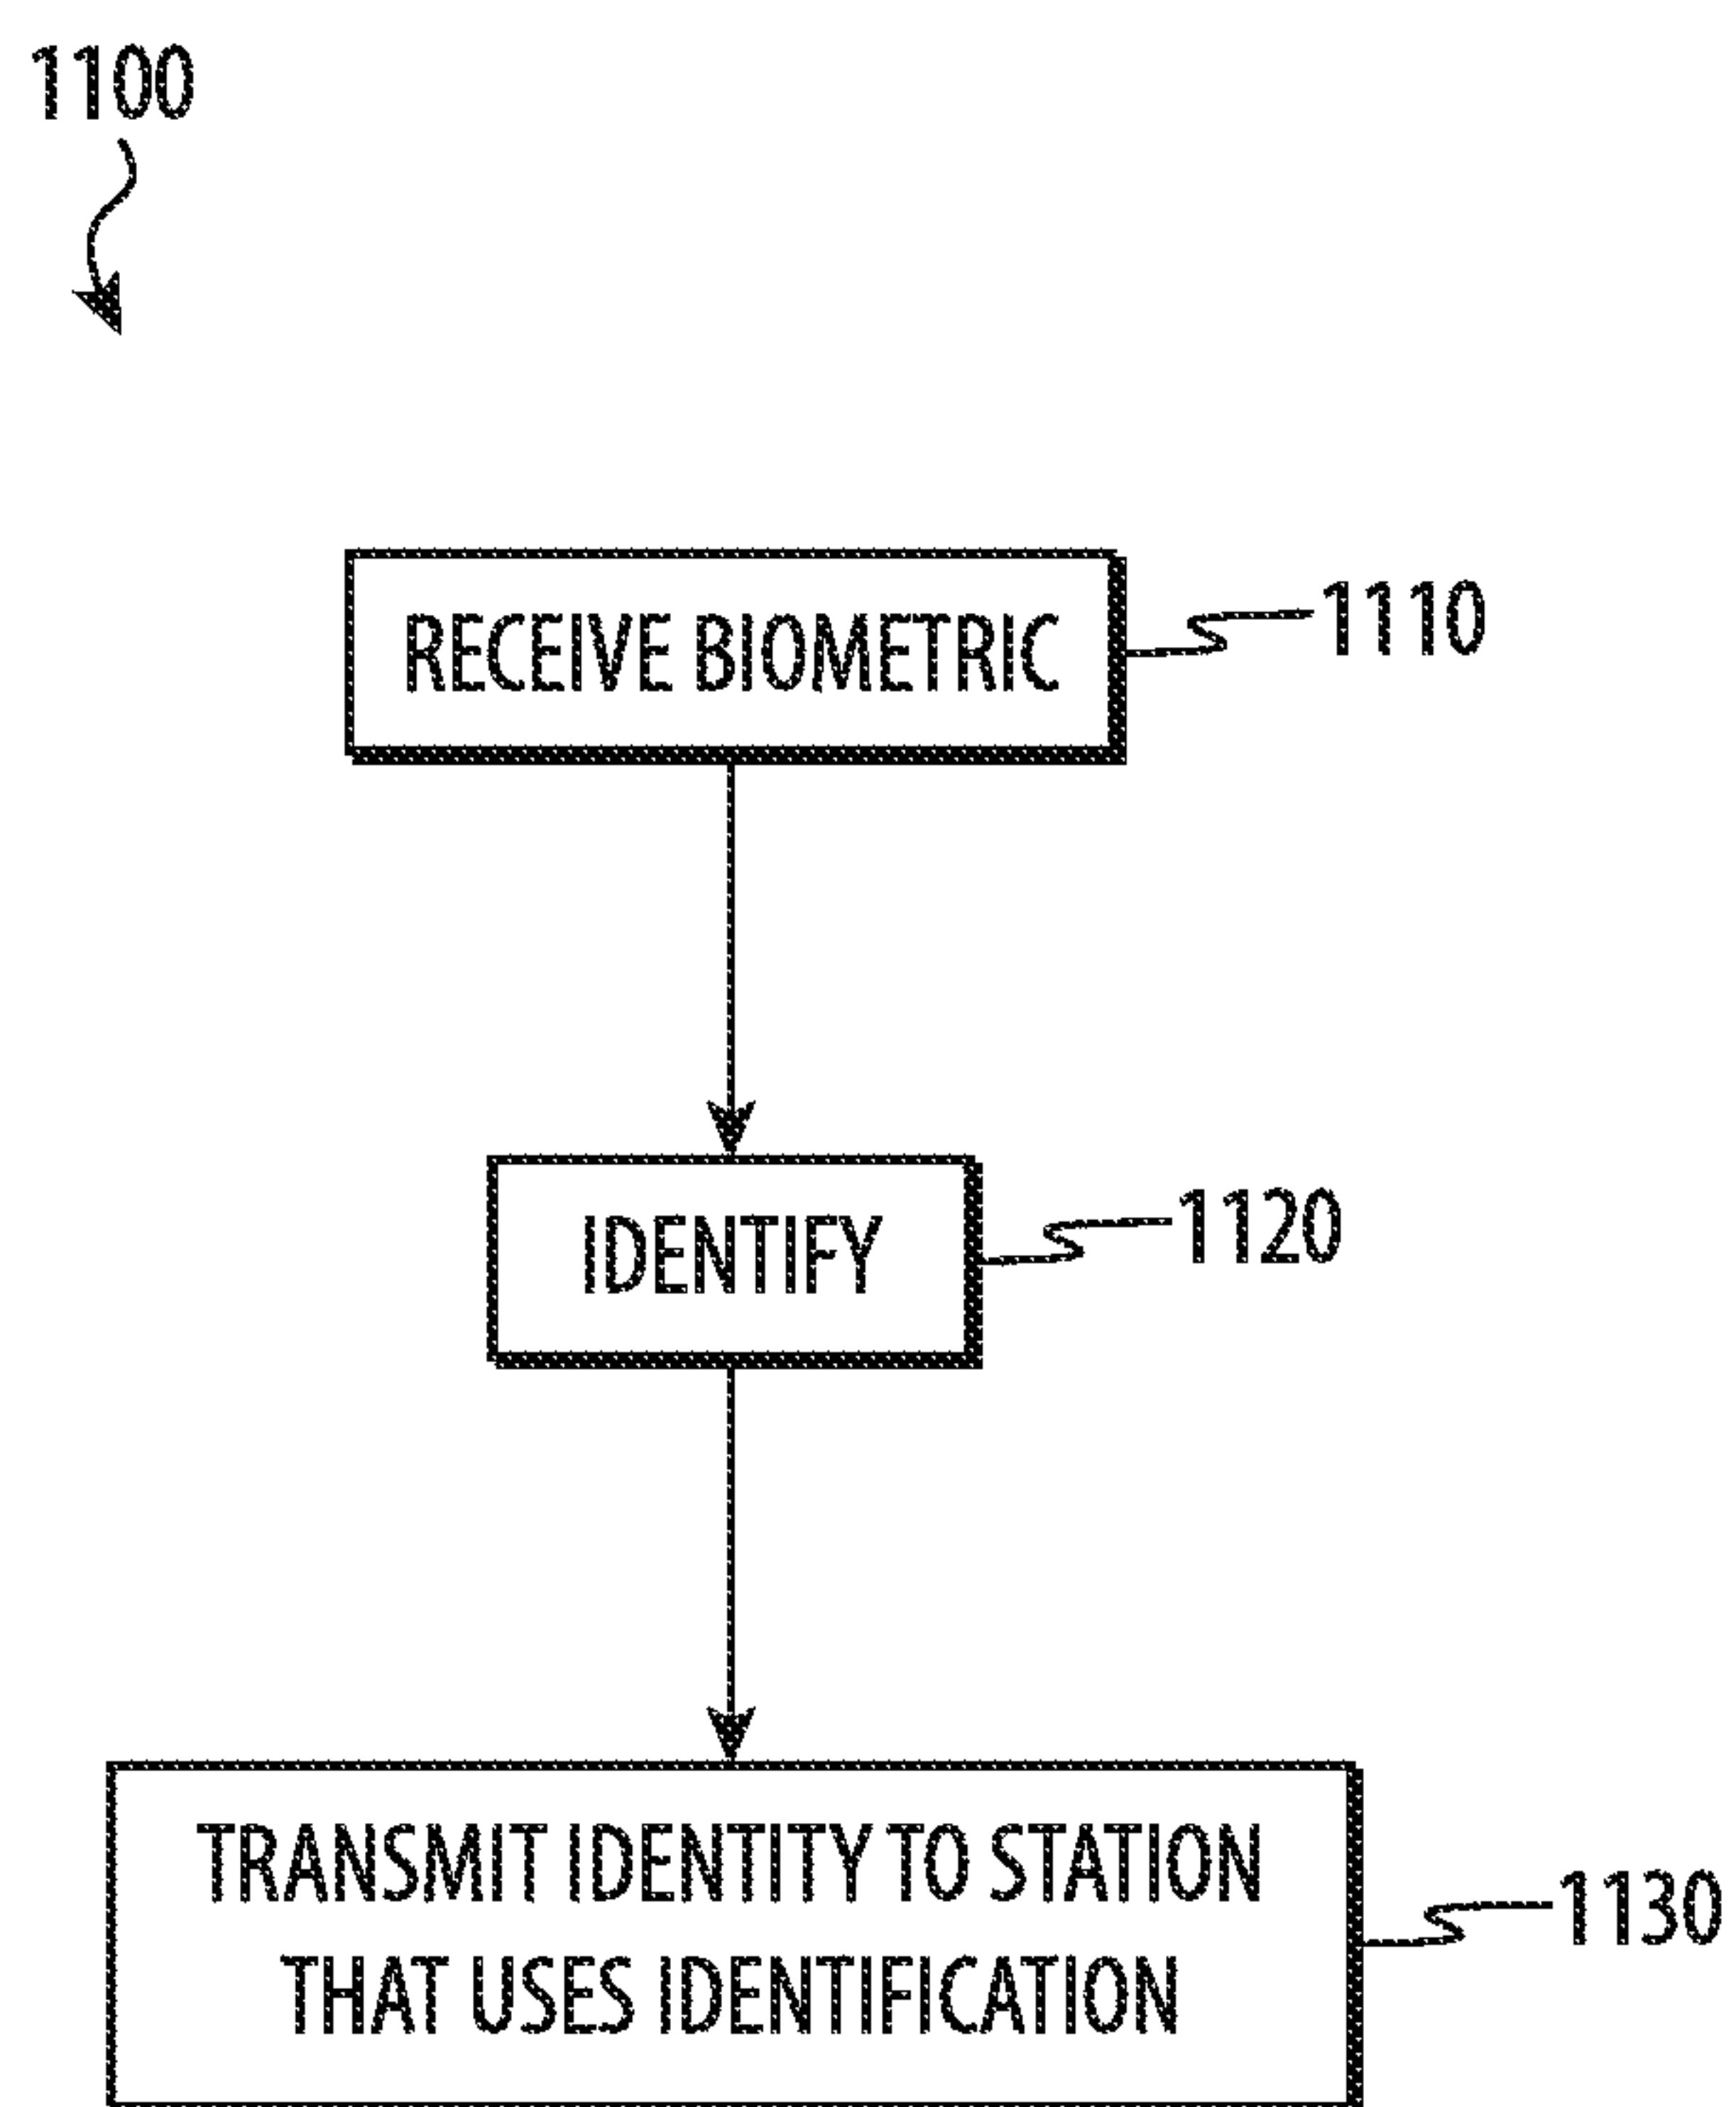 1100
RECEIVE BIOMETRIC
1110
IDENTIFY
1120
TRANSMIT IDENTITY TO STATION
THAT USES IDENTIFICATION
1130